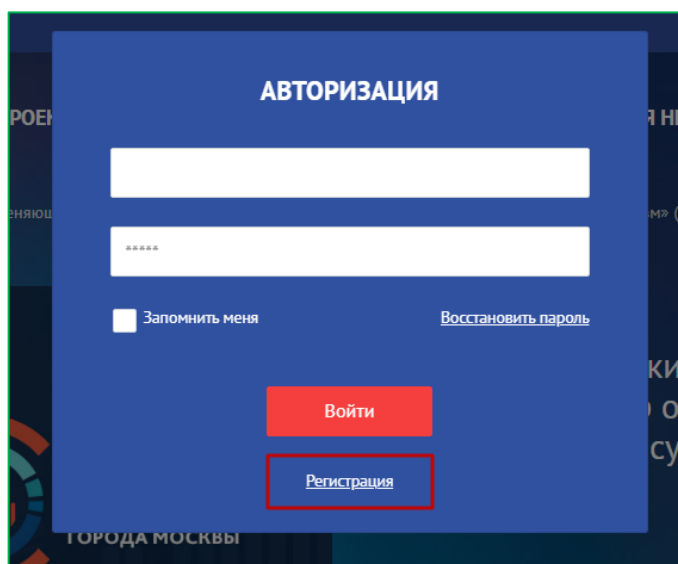 АВТОРИЗАЦИЯ
*****
Запомнить меня
Восстановить пароль
Войти
Регистрация
ГОРОДА МОСКВЫ